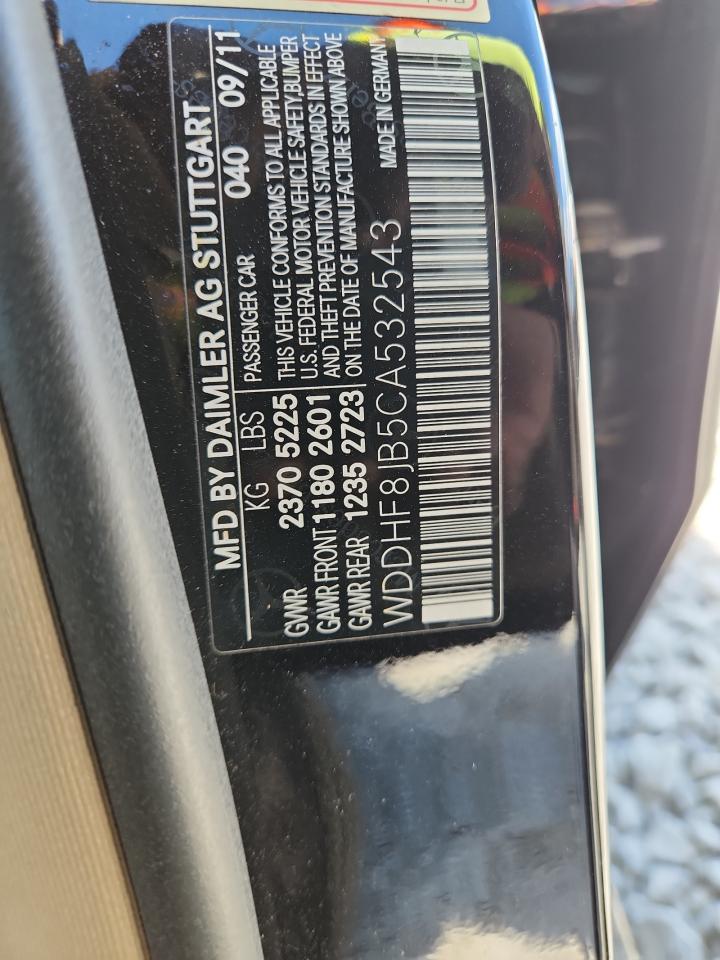 MFD BY DAIMLER AG STUTTGART
KG LBS PASSENGER CAR 040 09/11
GWR 2370 5225 THIS VEHICLE CONFORMS TO ALL APPLICABLE
U.S. FEDERAL MOTOR VEHICLE SAFETY,BUMPER
GAWR FRONT 1180 2601 AND THEFT PREVENTION STANDARDS IN EFFECT
GAWR REAR 1235 2723 ON THE DATE OF MANUFACTURE SHOWN ABOVE
WDDHF8JB5CA532543 MADE IN GERMANY